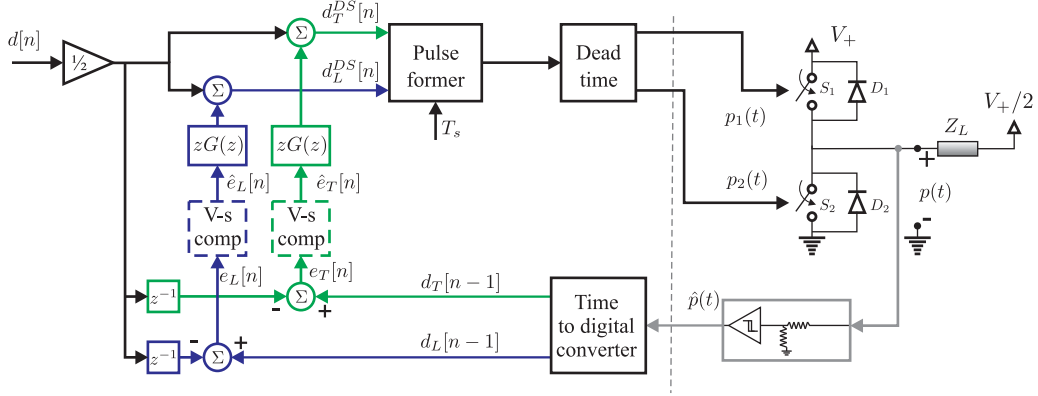 d[n]
½
Σ
d_T^{DS}[n]
d_L^{DS}[n]
Σ
Pulse
former
T_s
Dead
time
p_1(t)
p_2(t)
V_+
S_1
D_1
V_+/2
Z_L
+
p(t)
-
S_2
D_2
zG(z)
zG(z)
ê_L[n]
ê_T[n]
V-s
comp
V-s
comp
e_L[n]
e_T[n]
z^{-1}
-
Σ
+
d_T[n−1]
z^{-1}
-
Σ
+
d_L[n−1]
Time
to digital
converter
p̂(t)